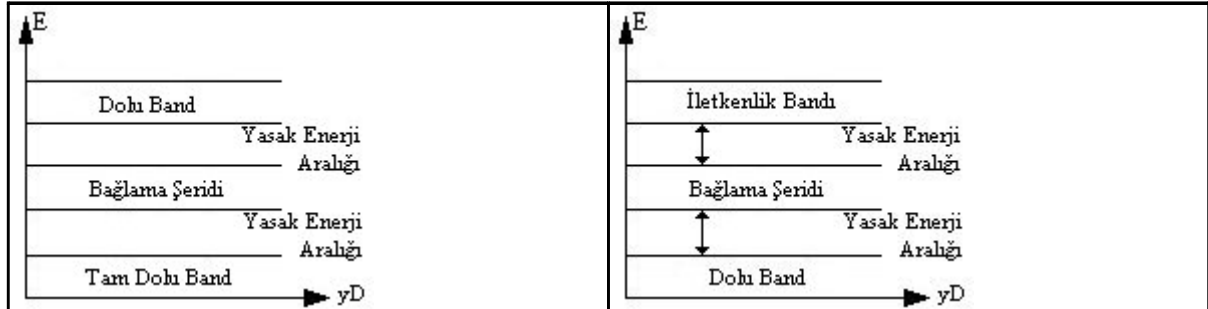 E
Dolu Band
Yasak Enerji
Aralığı
Bağlama Şeridi
Yasak Enerji
Aralığı
Tam Dolu Band
yD
E
İletkenlik Bandı
Yasak Enerji
Aralığı
Bağlama Şeridi
Yasak Enerji
Aralığı
Dolu Band
yD